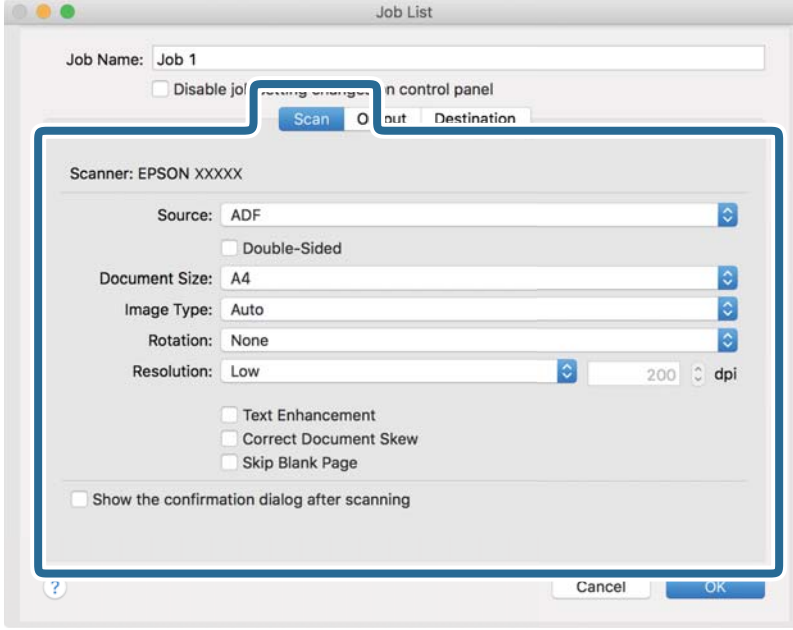 Job List
Job Name: Job 1
Disable job n control panel
Scan Output Destination
Scanner: EPSON XXXXX
Source: ADF
Double-Sided
Document Size: A4
Image Type: Auto
Rotation: None
Resolution: Low 200 dpi
Text Enhancement
Correct Document Skew
Skip Blank Page
Show the confirmation dialog after scanning
? Cancel OK